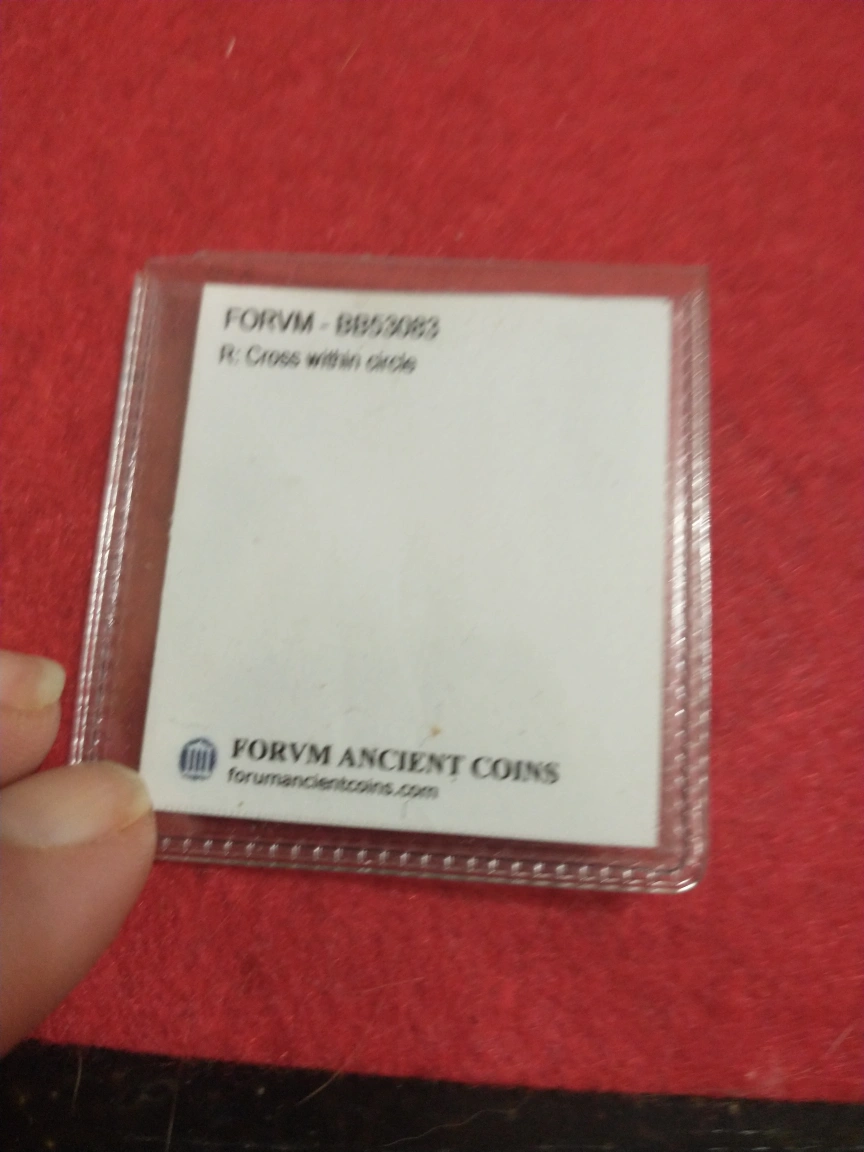 FORVM - BB53083
R: Cross within circle
FORVM ANCIENT COINS
forumancientcoins.com